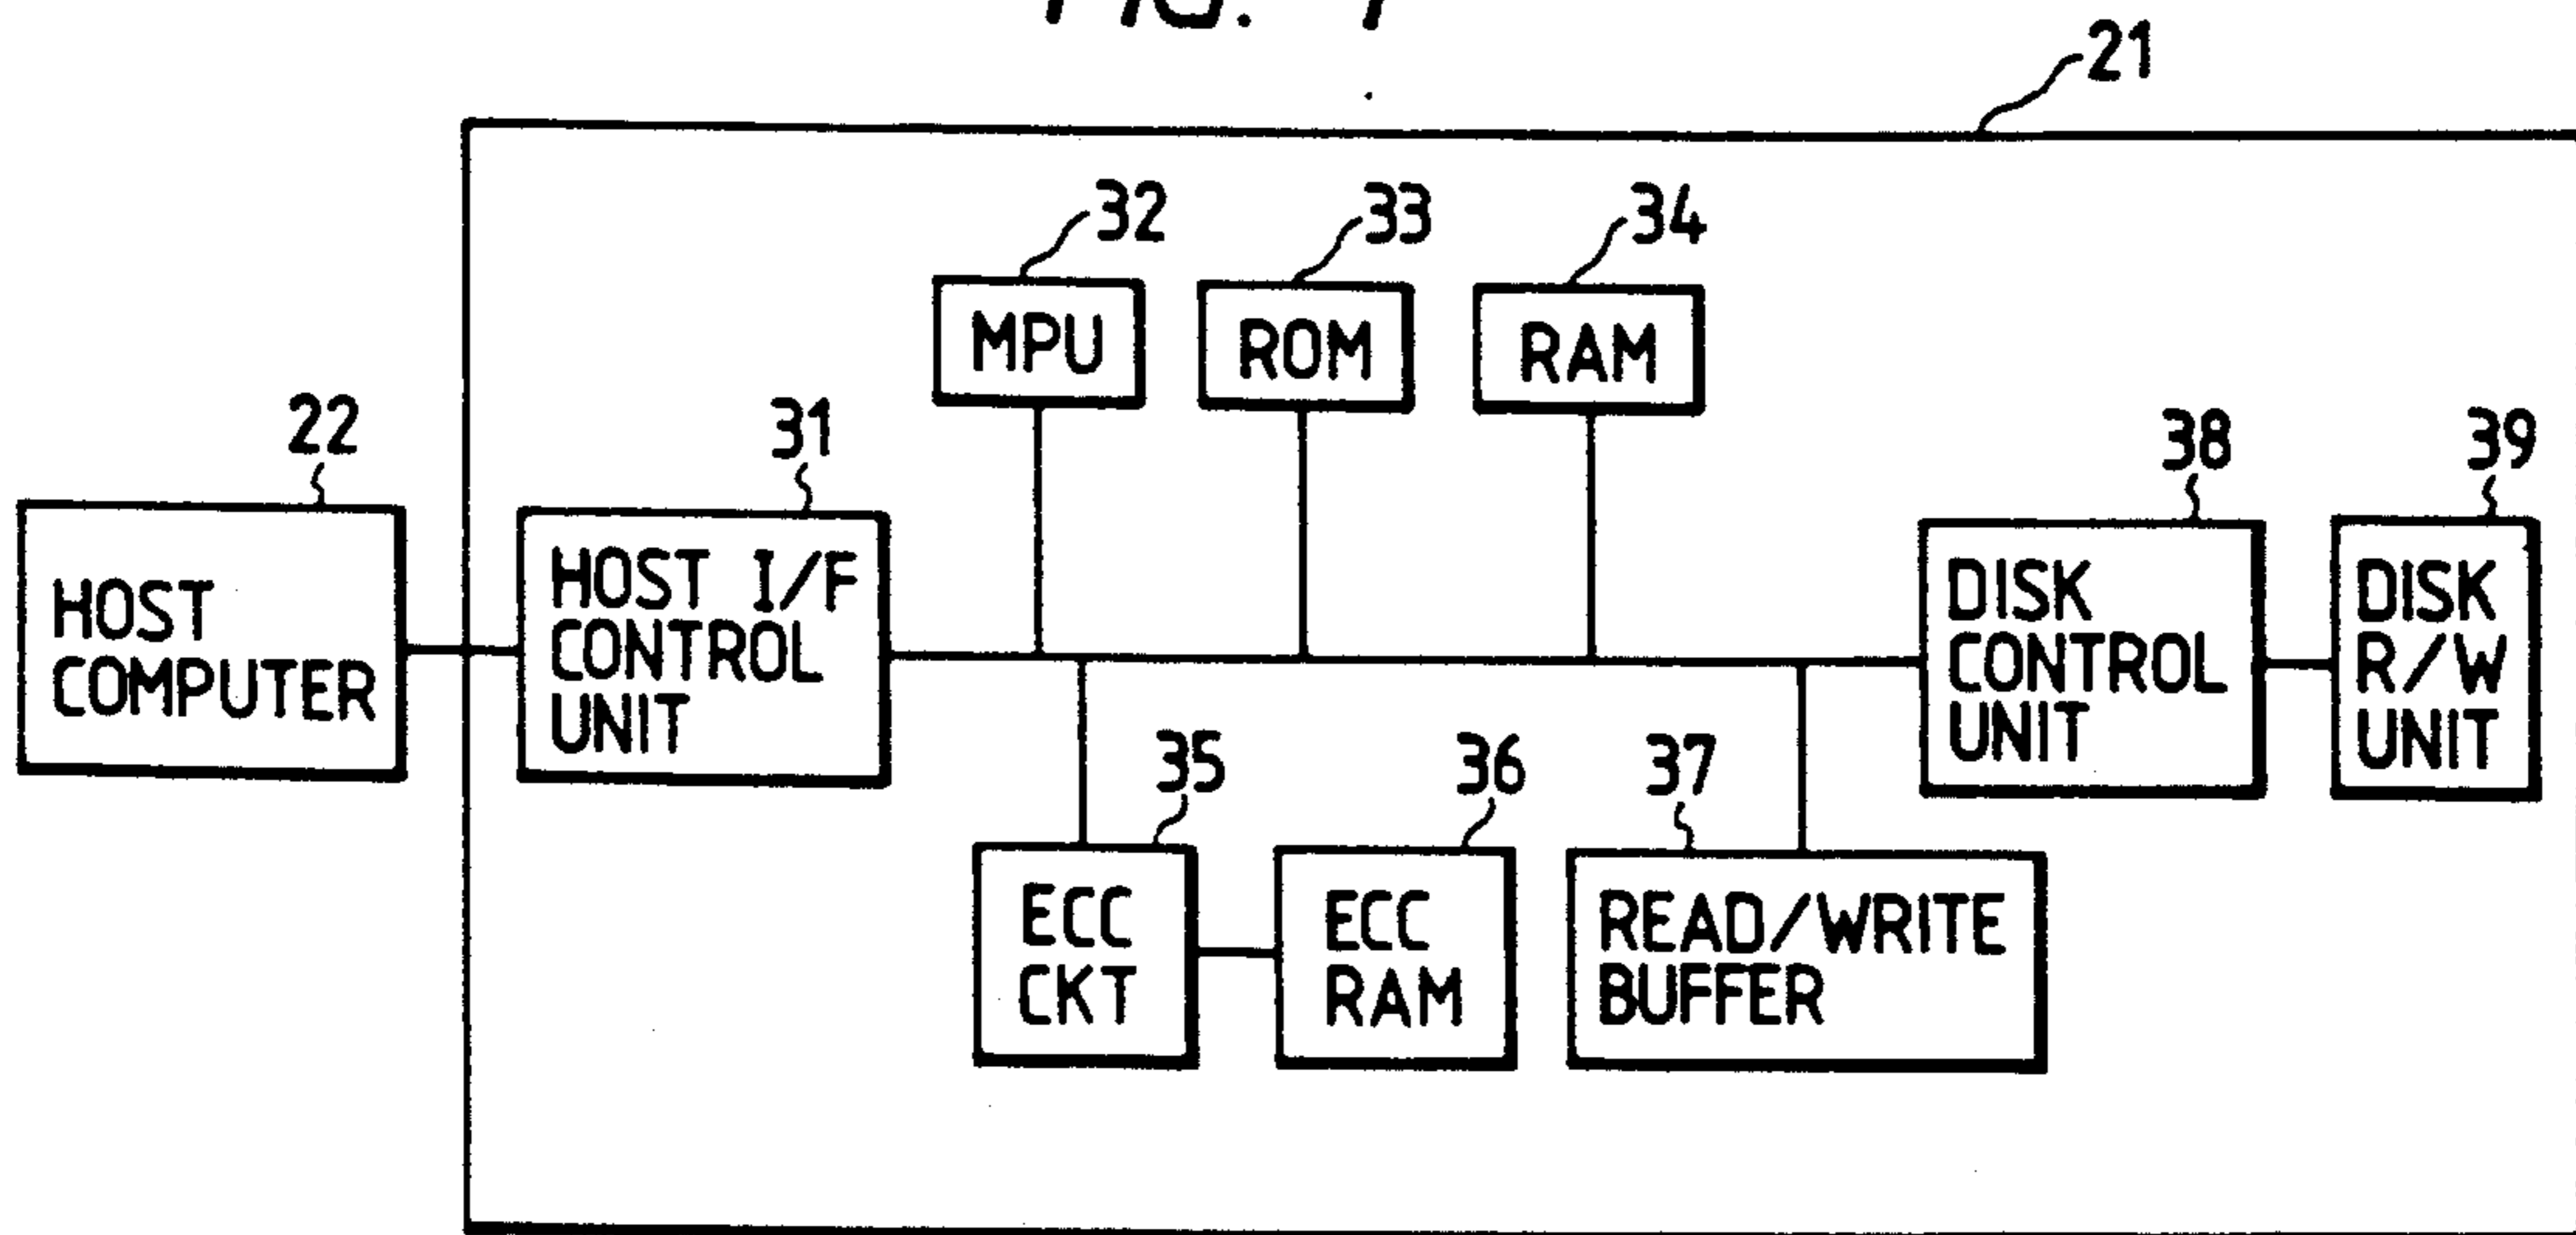 FIG.
21
32
33
34
MPU
ROM
RAM
22
31
38
39
HOST
COMPUTER
HOST I/F
CONTROL
UNIT
DISK
CONTROL
UNIT
DISK
R/W
UNIT
35
36
37
ECC
CKT
ECC
RAM
READ/WRITE
BUFFER